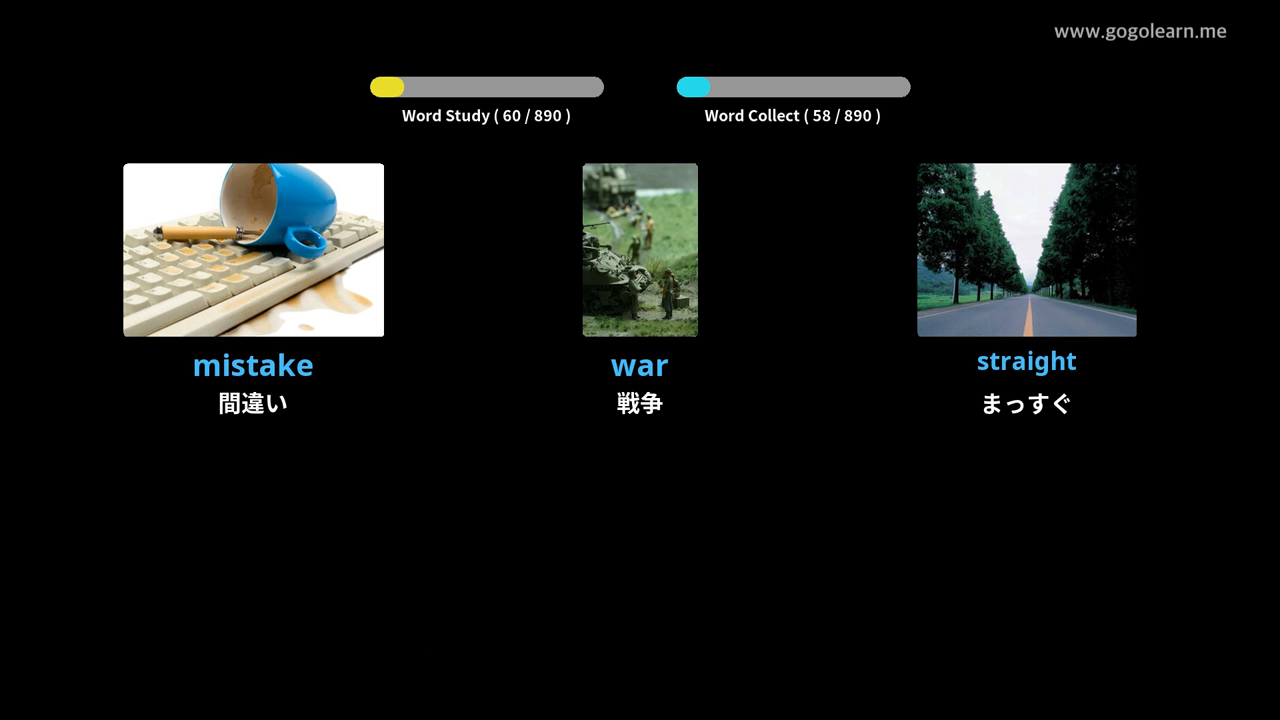 www.gogolearn.me
Word Study ( 60 / 890 )
Word Collect ( 58 / 890 )
mistake
間違い
war
戦争
straight
まっすぐ